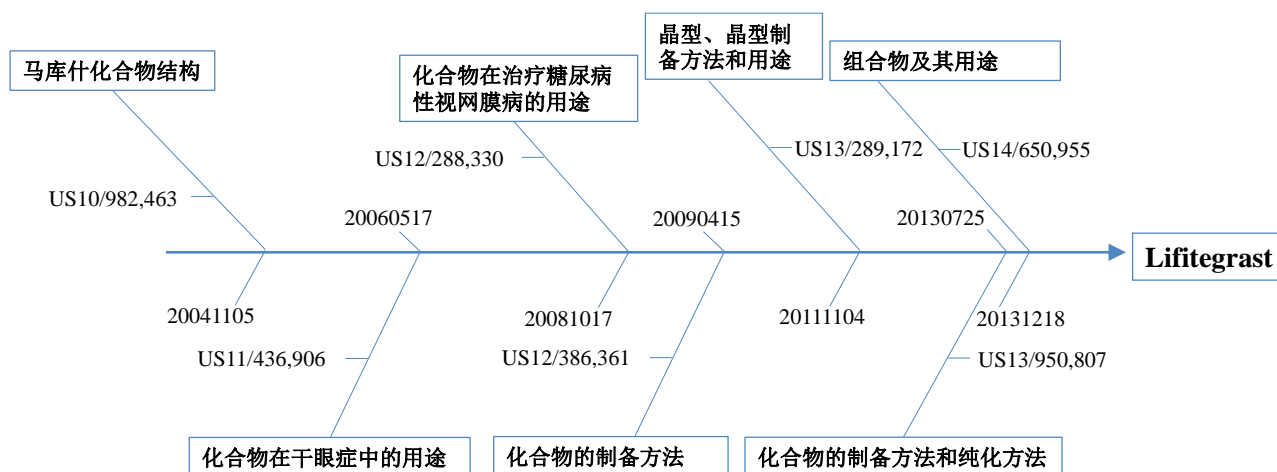 马库什化合物结构
化合物在治疗糖尿病
性视网膜病的用途
晶型、晶型制
备方法和用途
组合物及其用途
US12/288,330
US13/289,172
US14/650,955
US10/982,463
20060517
20090415
20130725
Lifitegrast
20041105
20081017
20111104
20131218
US11/436,906
US12/386,361
US13/950,807
化合物在干眼症中的用途
化合物的制备方法
化合物的制备方法和纯化方法